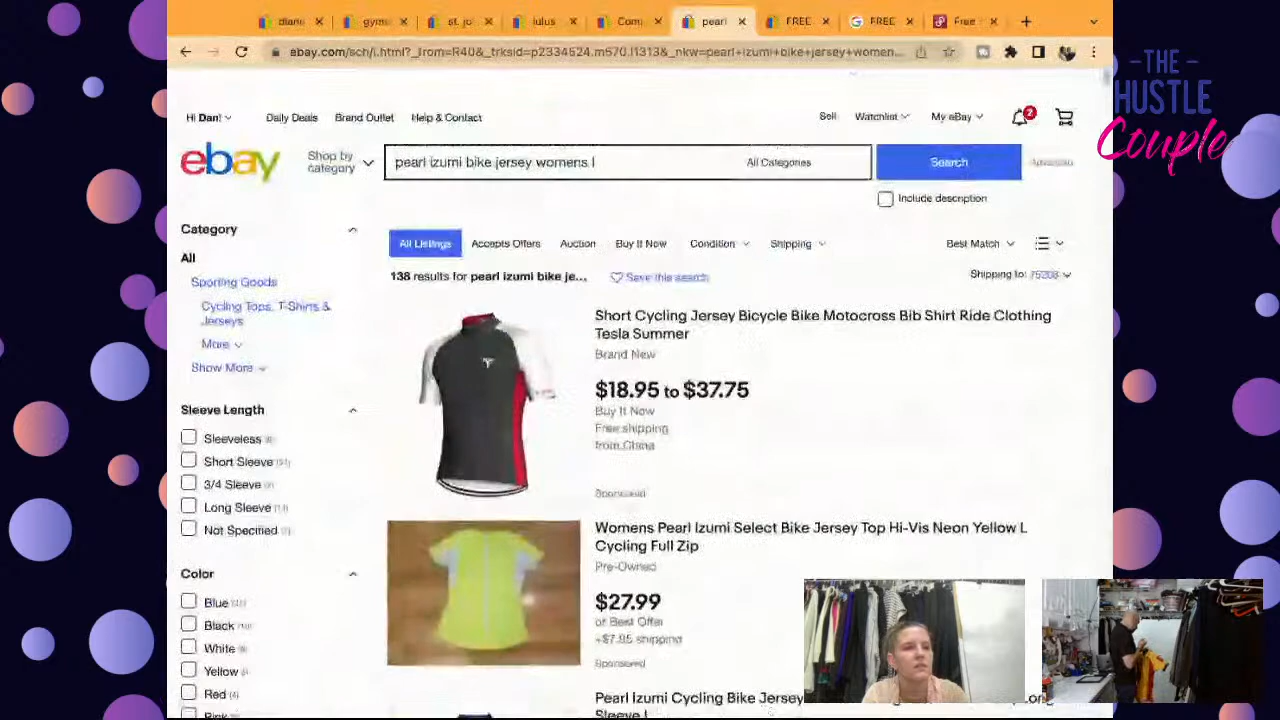 diane
gyms
st. jo
lulus
Com
pearl
FREE
FREE
Free
ebay.com/sch/i.html?_from=R40&_trksid=p2334524.m570.l1313&_nkw=pearl+izumi+bike+jersey+women...
-THE-
HUSTLE
Couple
Hi Dan!
Daily Deals
Brand Outlet
Help & Contact
Sell
Watchlist
My eBay
2
ebay
Shop by
category
pearl izumi bike jersey womens l
All Categories
Search
Advanced
Include description
Category
All
Sporting Goods
Cycling Tops, T-Shirts &
Jerseys
More
Show More
Sleeve Length
Sleeveless
Short Sleeve
3/4 Sleeve
Long Sleeve
Not Specified
Color
Blue
Black
White
Yellow
Red
Pink
All Listings
Accepts Offers
Auction
Buy It Now
Condition
Shipping
Best Match
138 results for pearl izumi bike je...
Save this search
Shipping to: 75208
Short Cycling Jersey Bicycle Bike Motocross Bib Shirt Ride Clothing
Tesla Summer
Brand New
$18.95 to $37.75
Buy It Now
Free shipping
from China
Sponsored
Womens Pearl Izumi Select Bike Jersey Top Hi-Vis Neon Yellow L
Cycling Full Zip
Pre-Owned
$27.99
or Best Offer
+$7.85 shipping
Sponsored
Pearl Izumi Cycling Bike Jersey
Long
Sleeve L